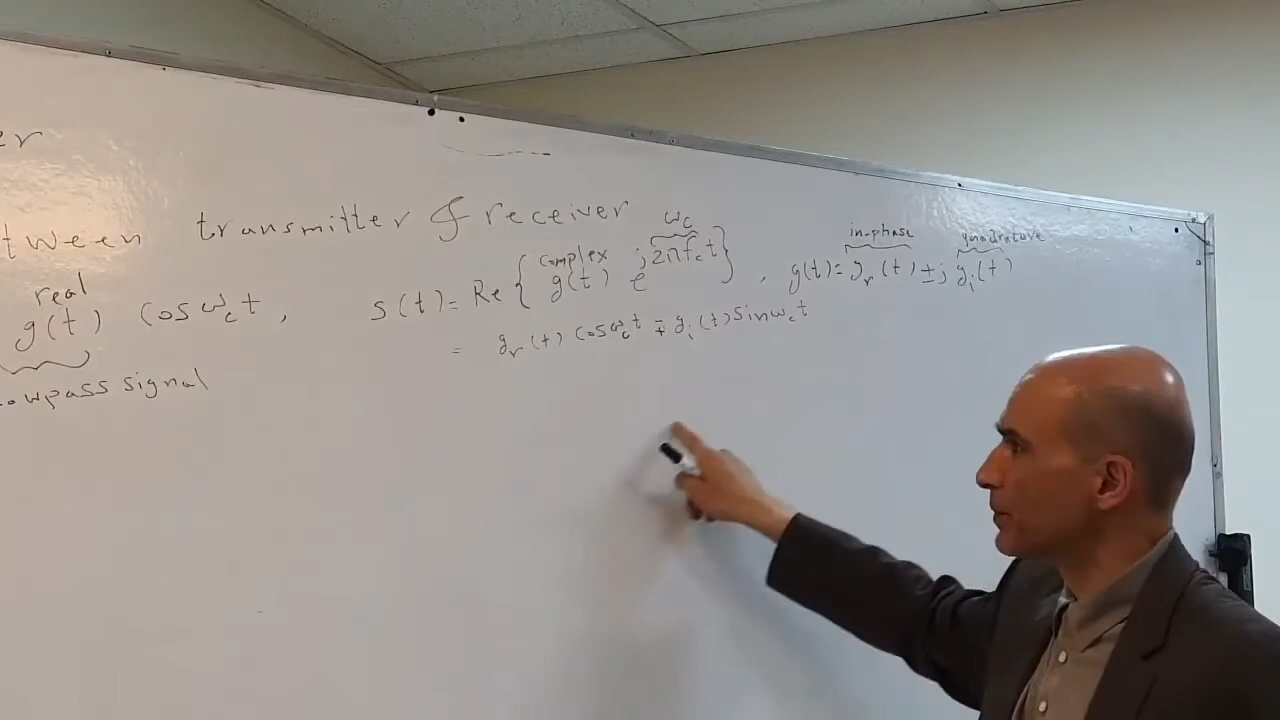 er
tween transmitter & receiver
real
g(t) cos ω_c t ,
lowpass signal
ω_c
complex
s(t) = Re { g(t) e^{j2πf_c t} } , g(t) = g_r(t) ± j g_i(t)
in-phase quadrature
= g_r(t) cos ω_c t ∓ g_i(t) sin ω_c t